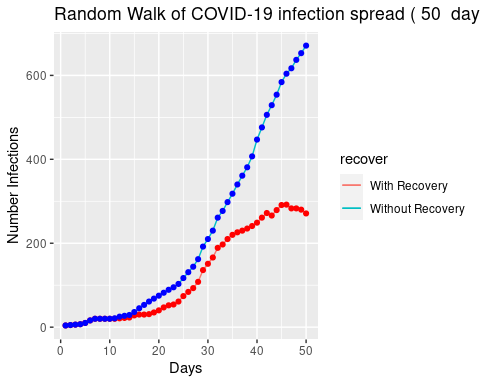 Random Walk of COVID-19 infection spread ( 50  day
Number Infections
600
400
200
0
0 10 20 30 40 50
Days
recover
With Recovery
Without Recovery